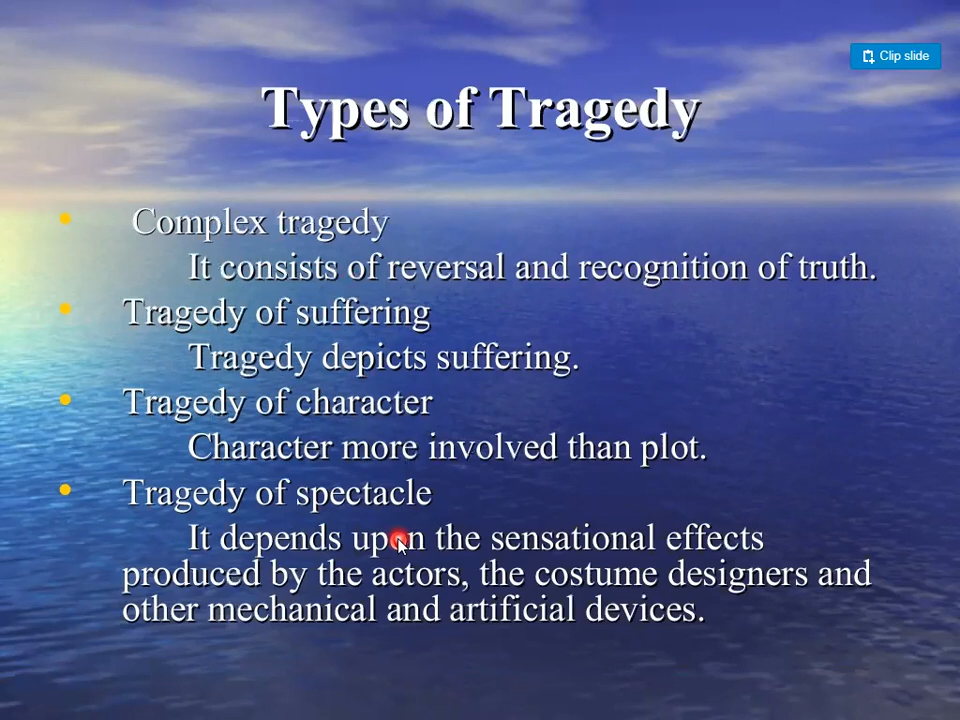 Clip slide
Types of Tragedy
• Complex tragedy
It consists of reversal and recognition of truth.
• Tragedy of suffering
Tragedy depicts suffering.
• Tragedy of character
Character more involved than plot.
• Tragedy of spectacle
It depends upon the sensational effects
produced by the actors, the costume designers and
other mechanical and artificial devices.